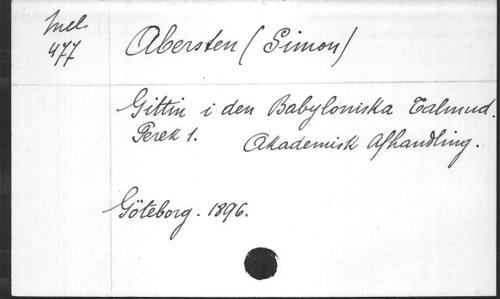 Mel.
477
Abersten (Simon)
Gittin i den Babyloniska Talmud.
Perek 1. Akademisk Afhandling.
Göteborg. 1896.